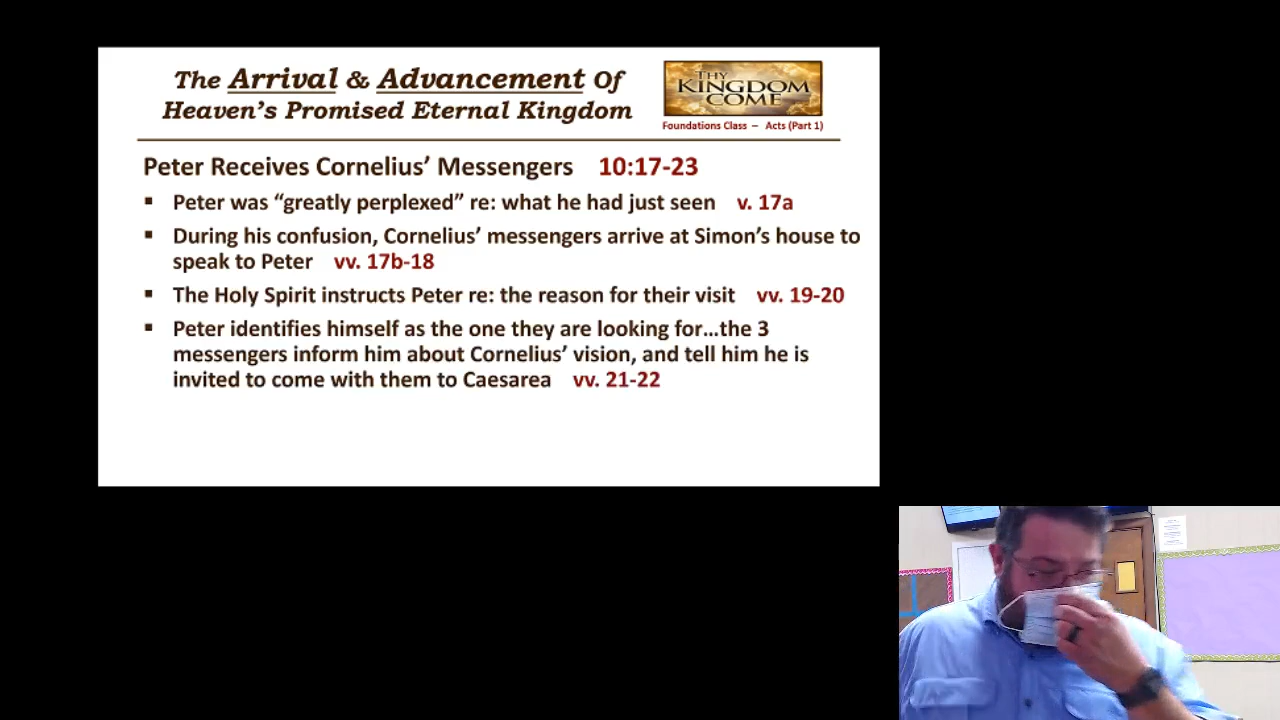 The Arrival & Advancement Of
Heaven's Promised Eternal Kingdom
THY
KINGDOM
COME
Foundations Class – Acts (Part 1)
Peter Receives Cornelius' Messengers 10:17-23
▪ Peter was “greatly perplexed” re: what he had just seen v. 17a
▪ During his confusion, Cornelius' messengers arrive at Simon's house to
speak to Peter vv. 17b-18
▪ The Holy Spirit instructs Peter re: the reason for their visit vv. 19-20
▪ Peter identifies himself as the one they are looking for…the 3
messengers inform him about Cornelius' vision, and tell him he is
invited to come with them to Caesarea vv. 21-22